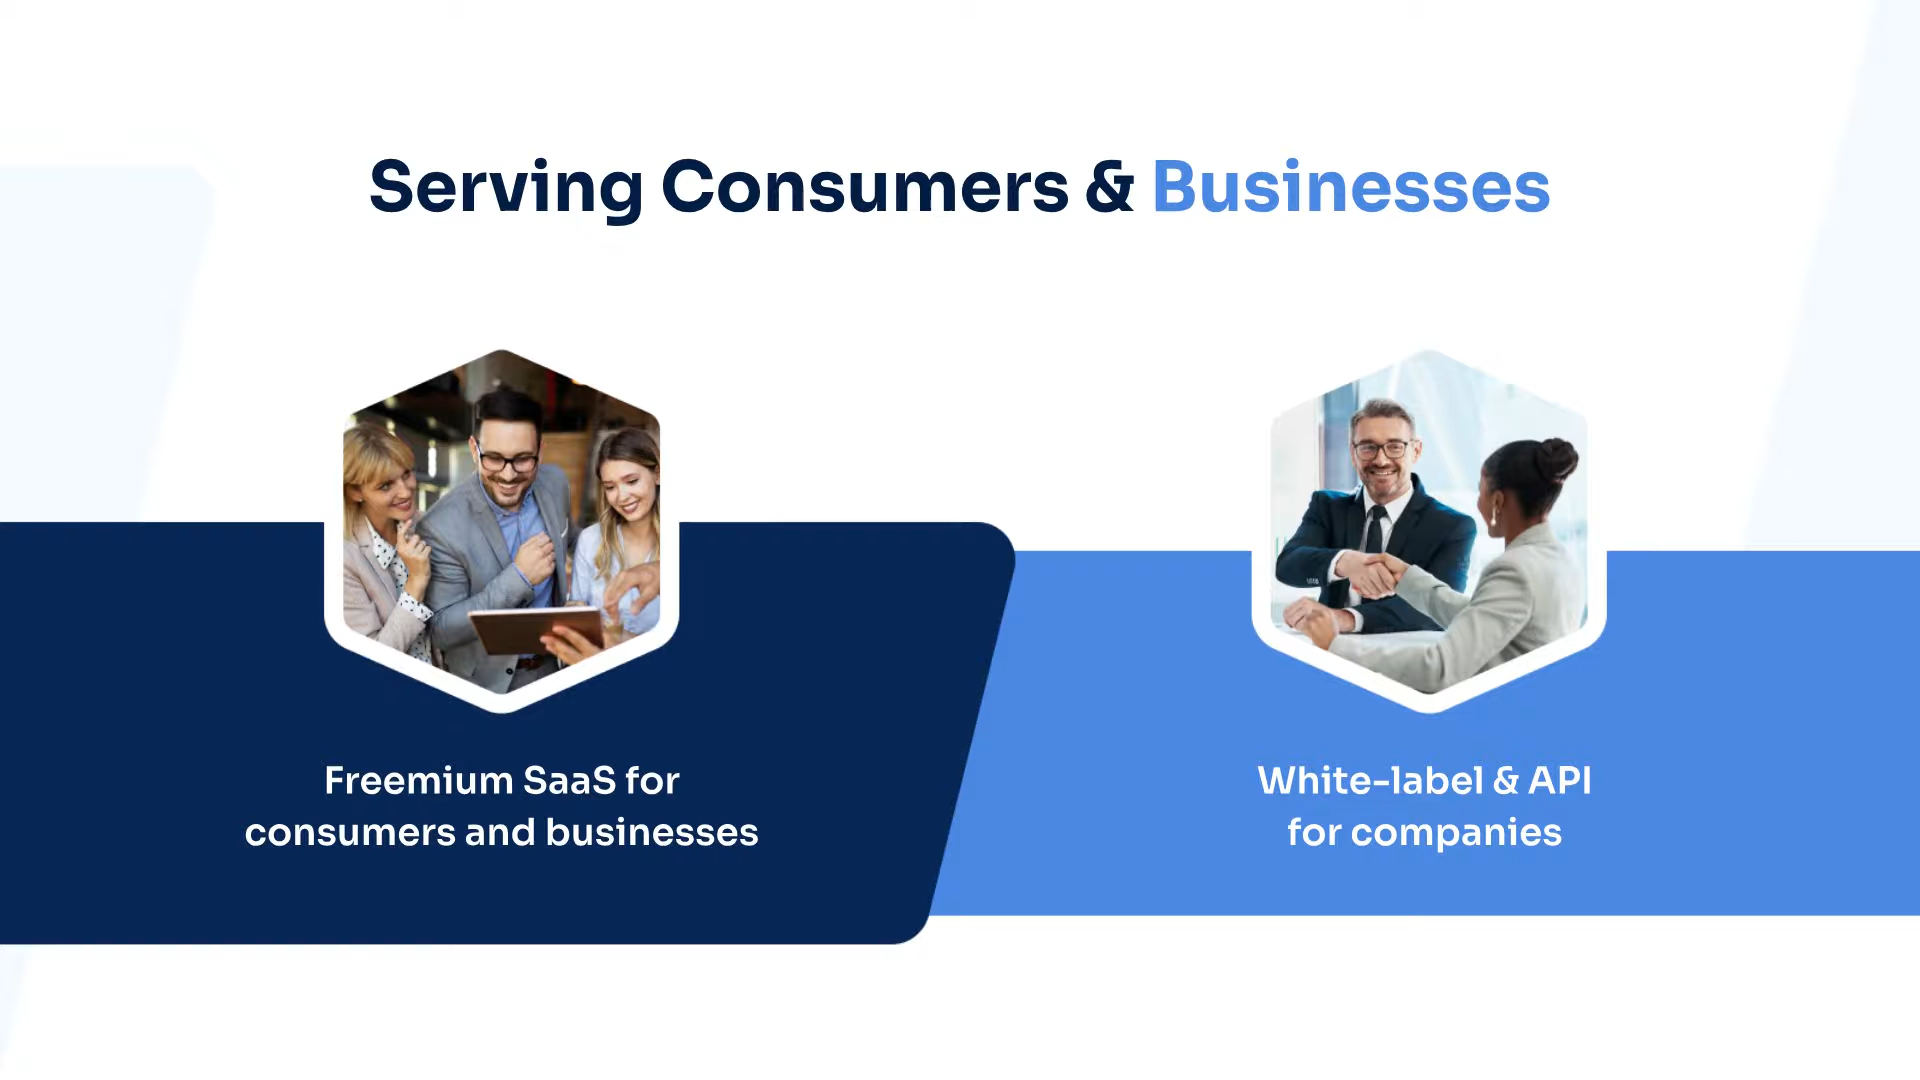 Serving Consumers & Businesses
Freemium SaaS for
consumers and businesses
White-label & API
for companies